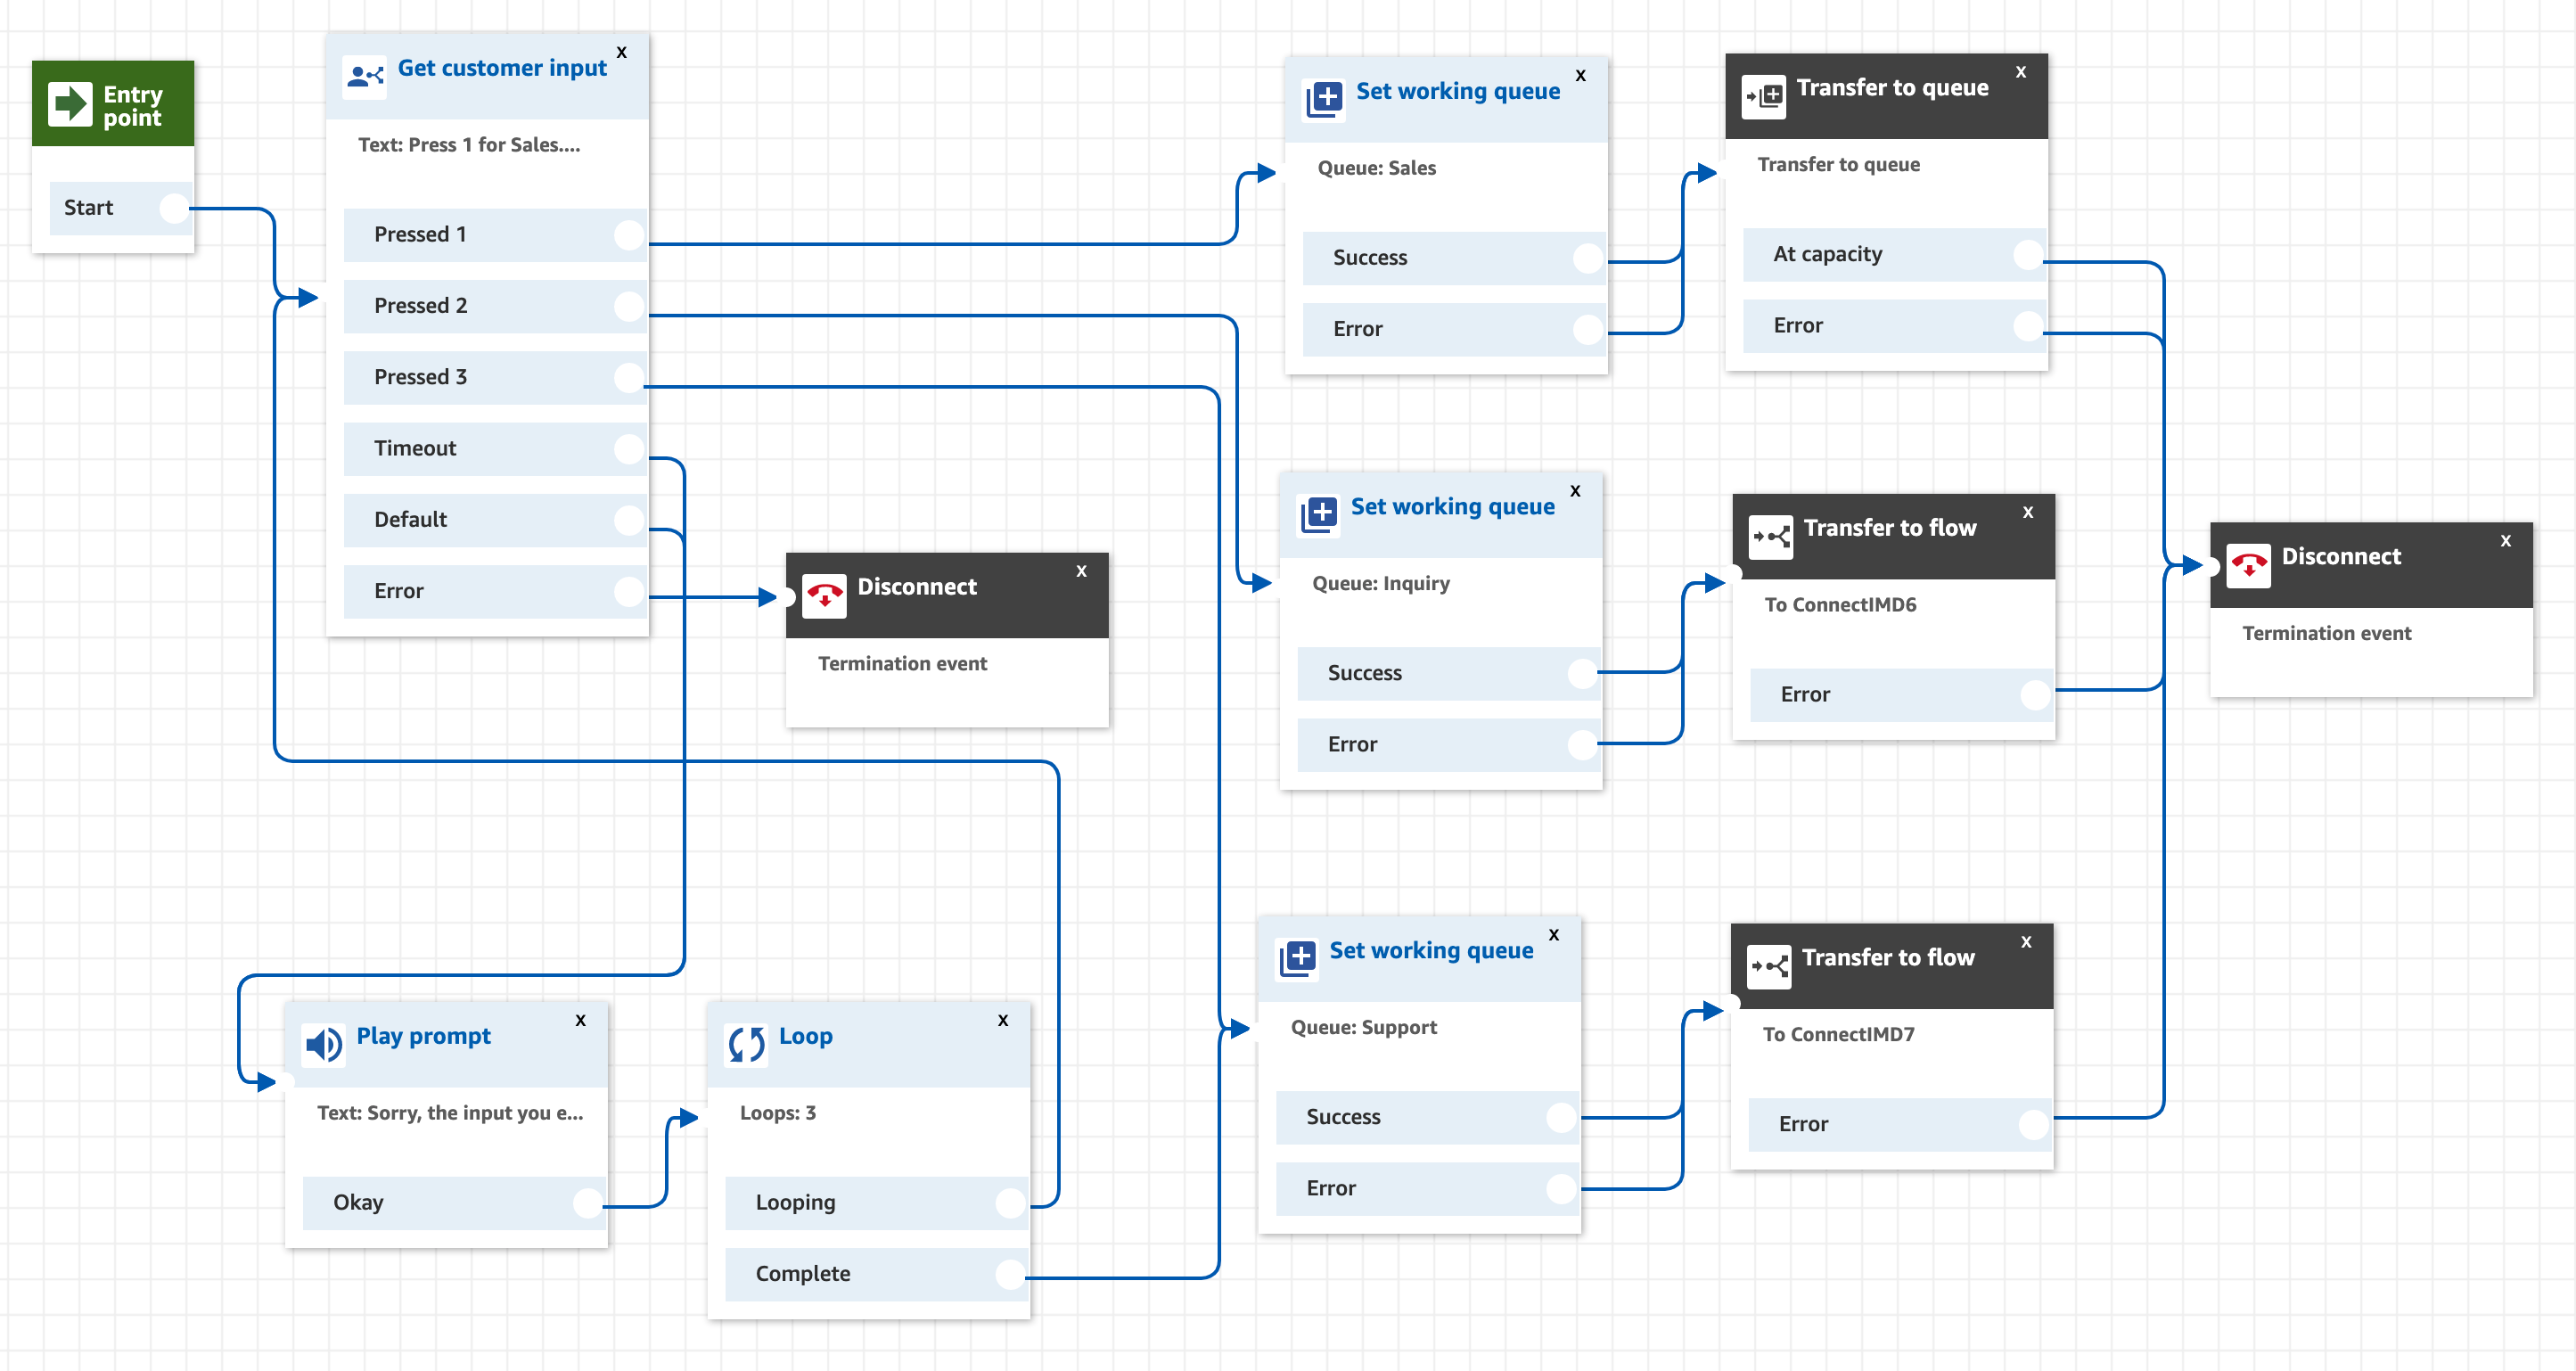 Entry
point
Start
Get customer input
X
Text: Press 1 for Sales....
Pressed 1
Pressed 2
Pressed 3
Timeout
Default
Error
Disconnect
X
Termination event
Play prompt
X
Text: Sorry, the input you e...
Okay
Loop
X
Loops: 3
Looping
Complete
Set working queue
X
Queue: Sales
Success
Error
Transfer to queue
X
Transfer to queue
At capacity
Error
Set working queue
X
Queue: Inquiry
Success
Error
Transfer to flow
X
To ConnectIMD6
Error
Set working queue
X
Queue: Support
Success
Error
Transfer to flow
X
To ConnectIMD7
Error
Disconnect
X
Termination event